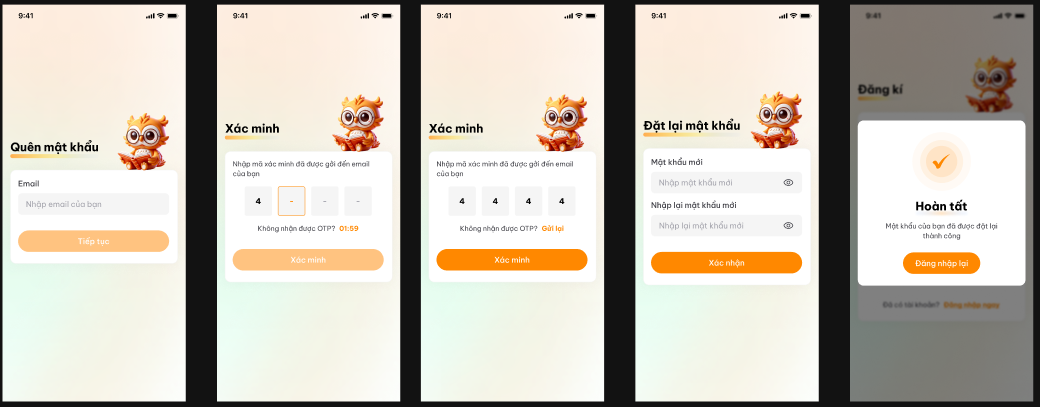 9:41
Quên mật khẩu
Email
Nhập email của bạn
Tiếp tục
9:41
Xác minh
Nhập mã xác minh đã được gởi đến email
của bạn
4 - - -
Không nhận được OTP? 01:59
Xác minh
9:41
Xác minh
Nhập mã xác minh đã được gởi đến email
của bạn
4 4 4 4
Không nhận được OTP? Gửi lại
Xác minh
9:41
Đặt lại mật khẩu
Mật khẩu mới
Nhập mật khẩu mới
Nhập lại mật khẩu mới
Nhập lại mật khẩu mới
Xác nhận
9:41
Đăng kí
Hoàn tất
Mật khẩu của bạn đã được đặt lại
thành công
Đăng nhập lại
Đã có tài khoản? Đăng nhập ngay